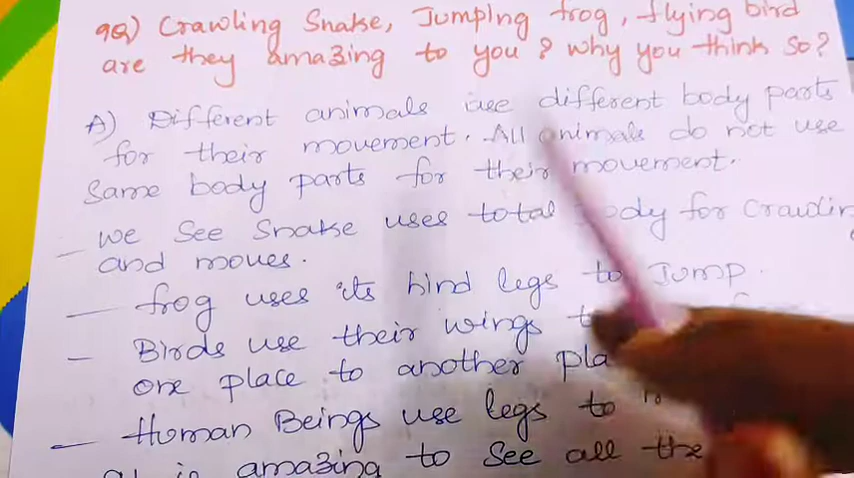 9Q) Crawling Snake, Jumping frog, flying bird
are they amazing to you ? why you think so?
A) Different animals use different body parts
for their movement. All animals do not use
Same body parts for their movement.
- we see Snake uses total body for
and moves.
- frog uses its hind legs to Jump.
- Birds use their wings
one place to another
- Human Beings use legs to
is amazing to see all the